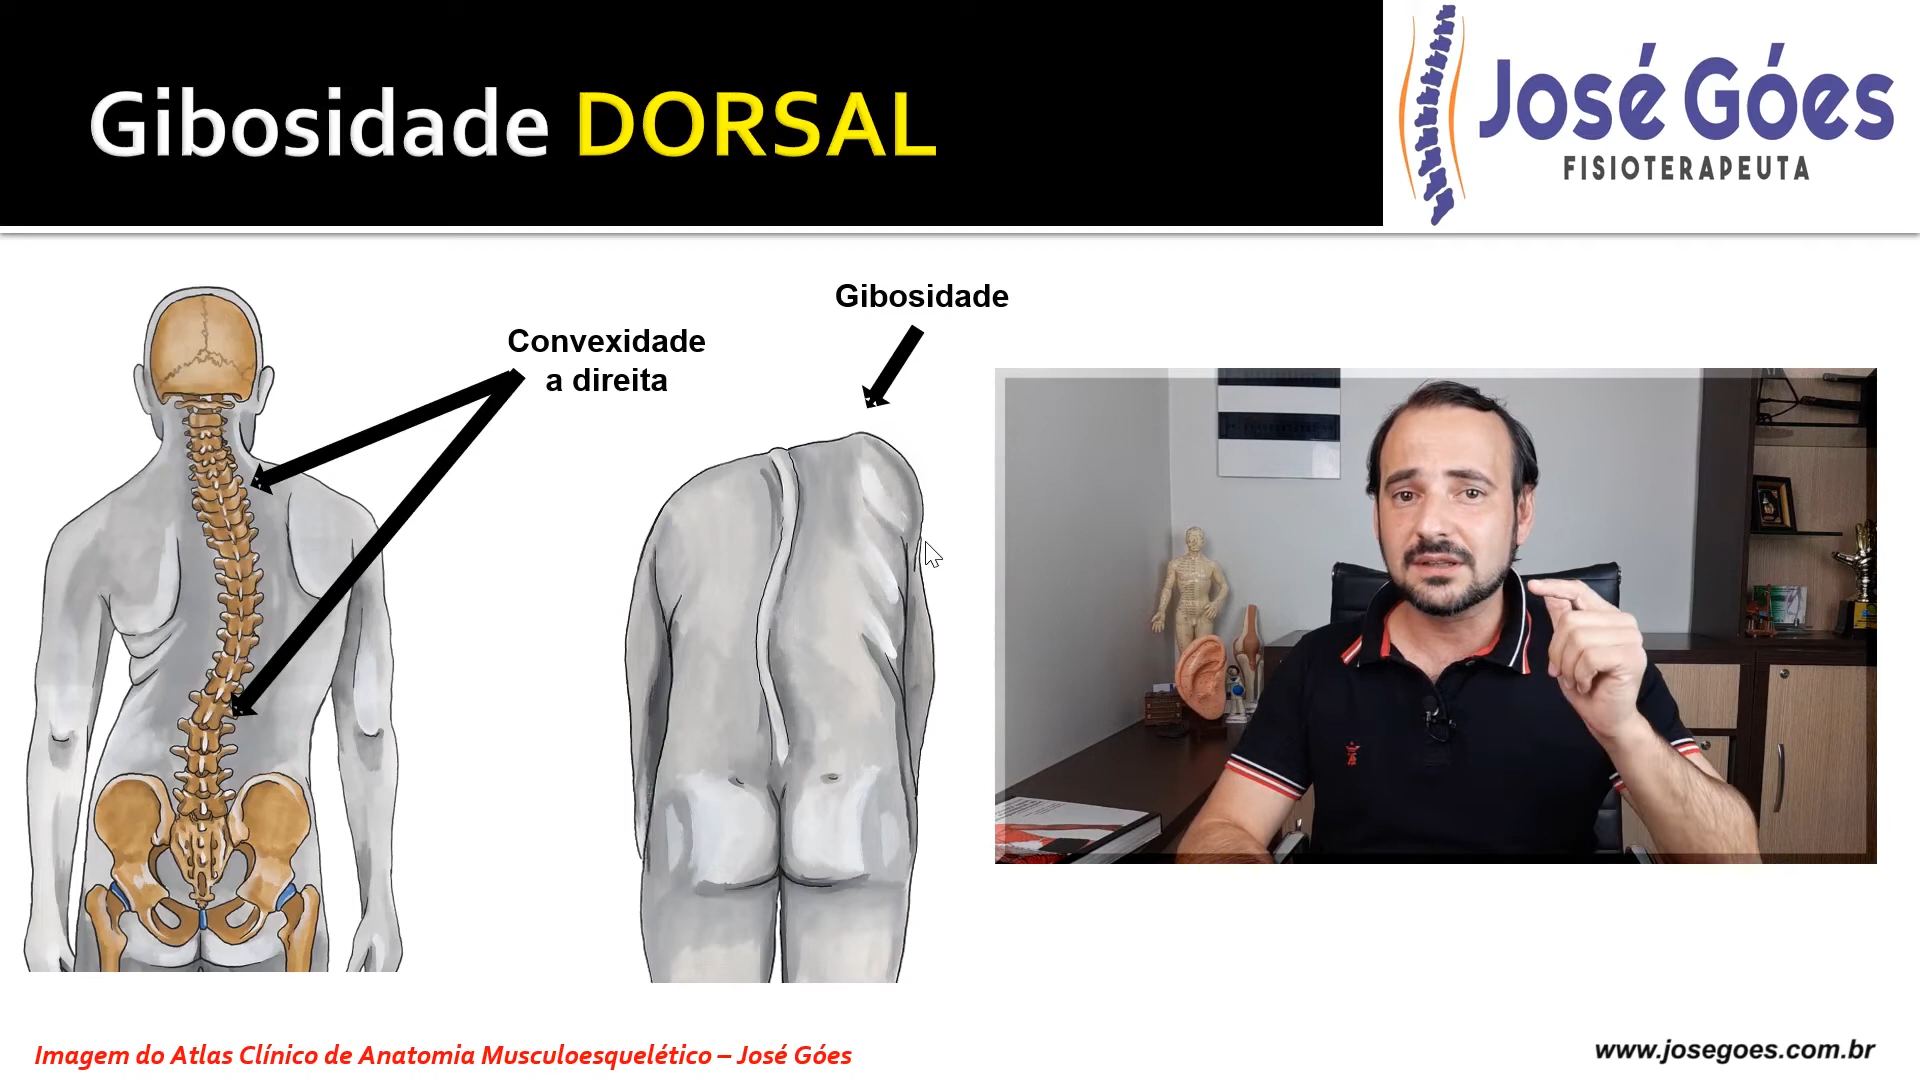 Gibosidade DORSAL
José Góes
FISIOTERAPEUTA
Gibosidade
Convexidade
a direita
Imagem do Atlas Clínico de Anatomia Musculoesquelético – José Góes
www.josegoes.com.br